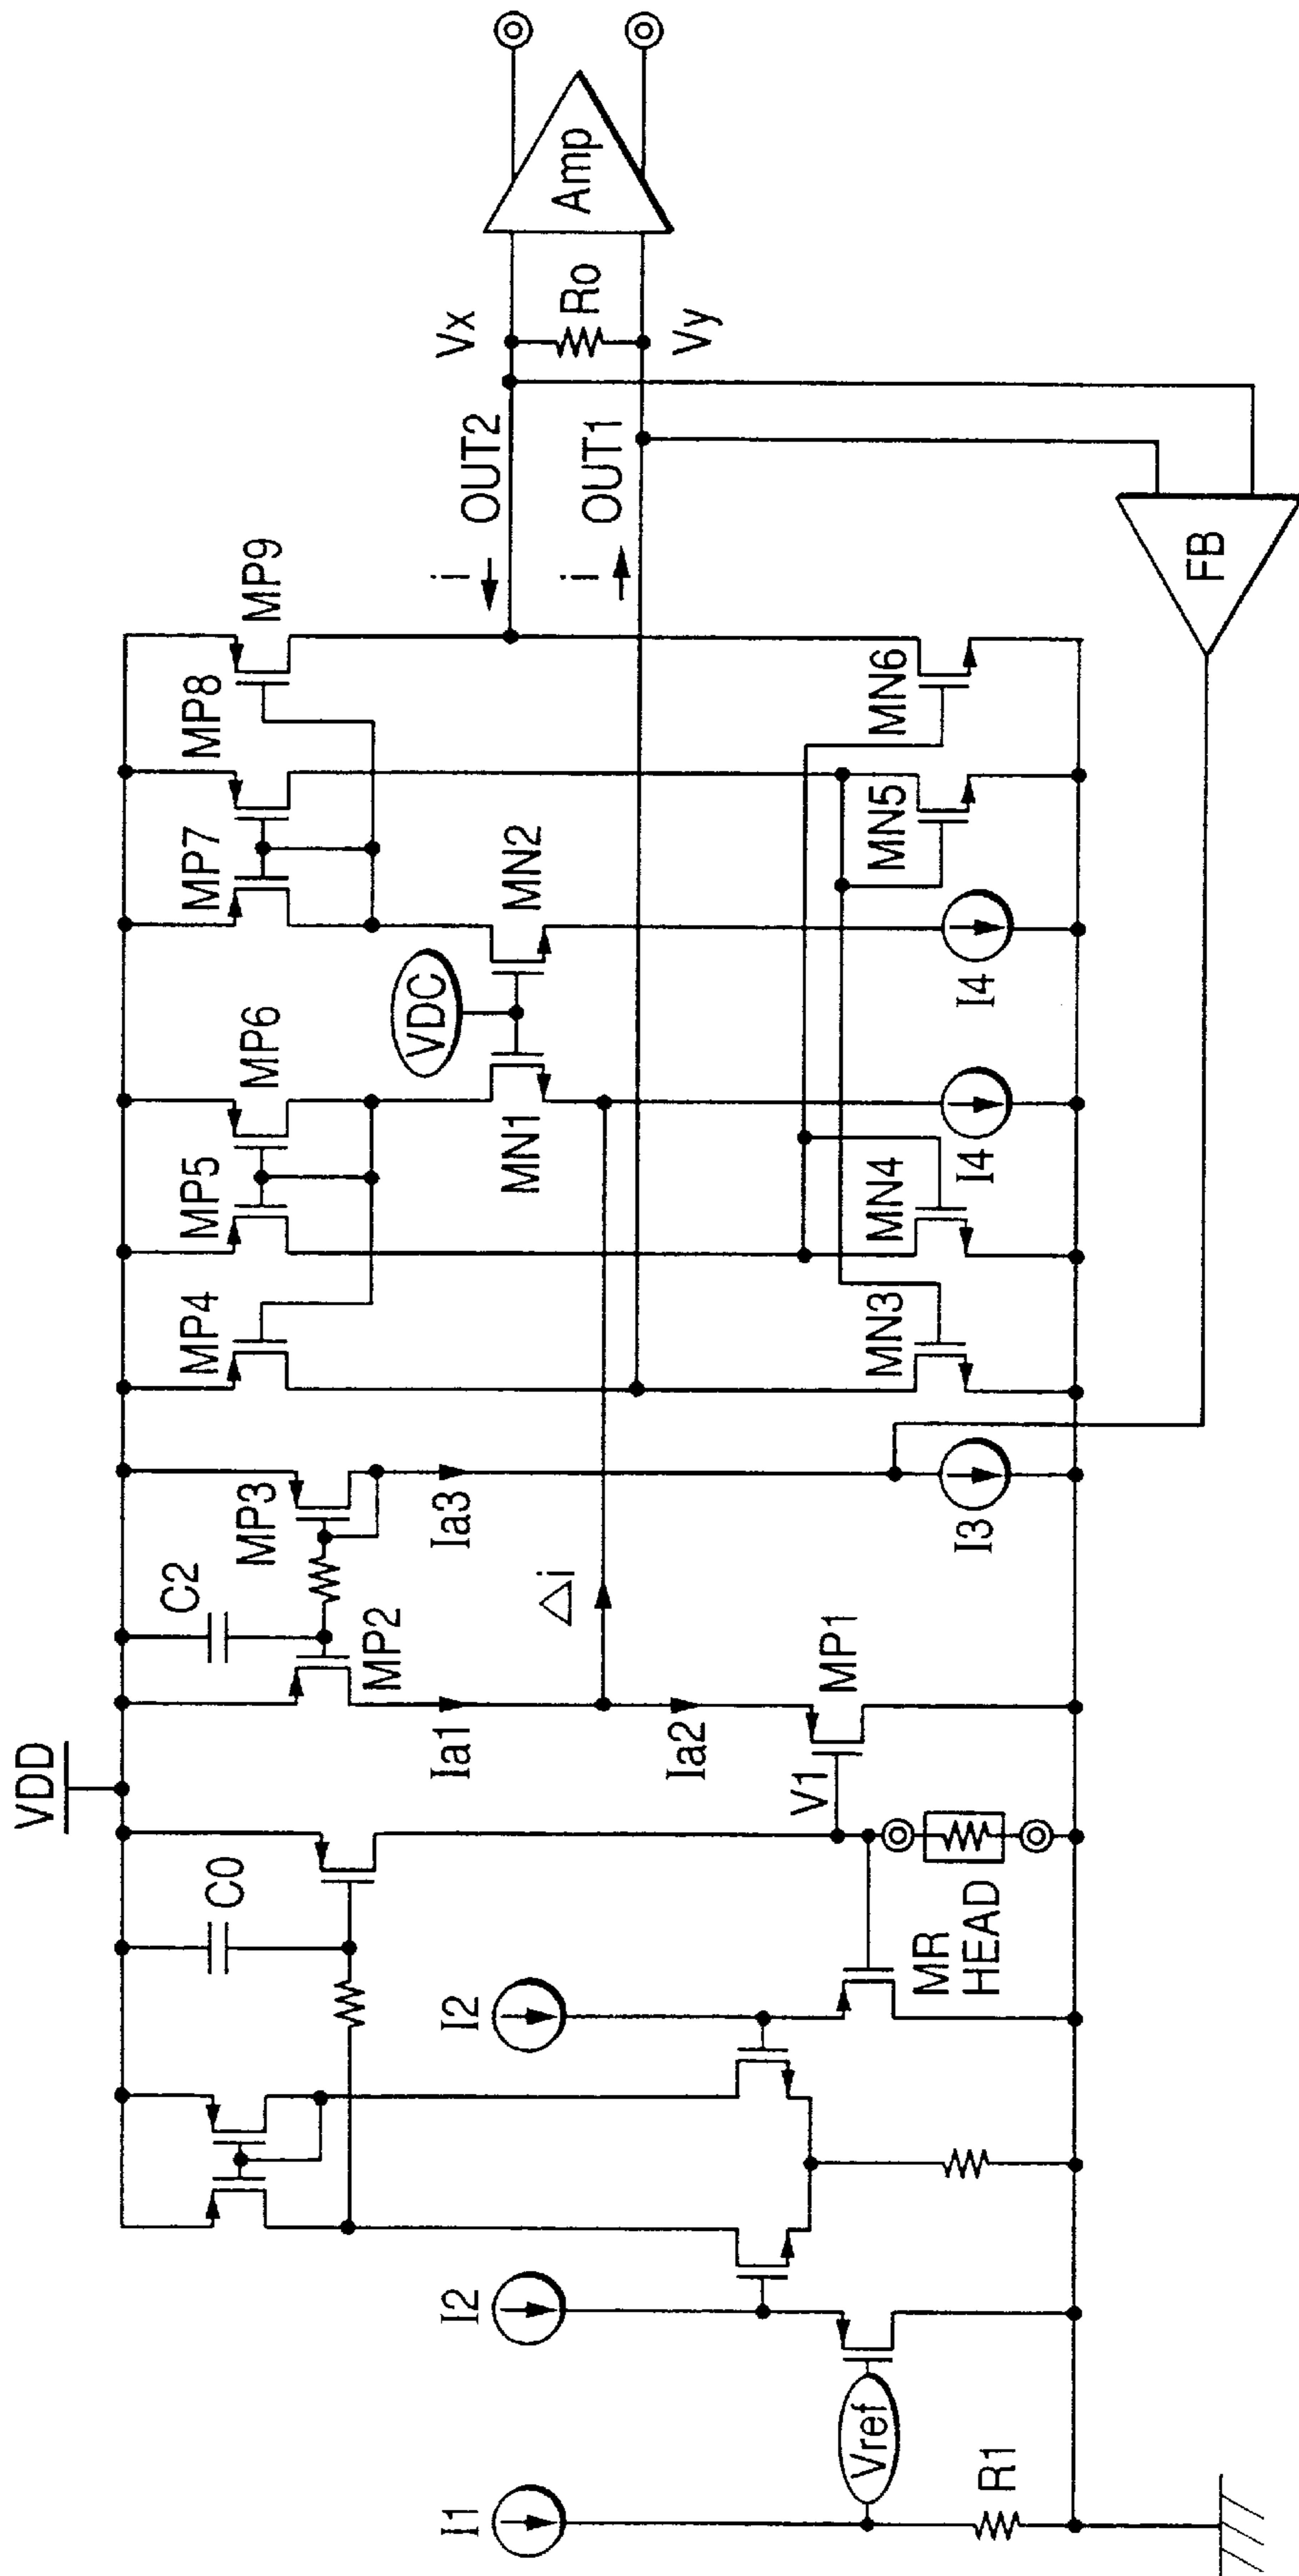 VDD
C0
C2
MP3
MP2
MP4
MP5
MP6
MP7
MP8
MP9
I1
I2
I2
Ia1
Ia3
△i
VDC
MN1
MN2
i
i
OUT2
OUT1
Vx
Vy
Ro
Amp
Vref
R1
MR
HEAD
V1
Ia2
MP1
I3
MN3
MN4
I4
I4
MN5
MN6
FB